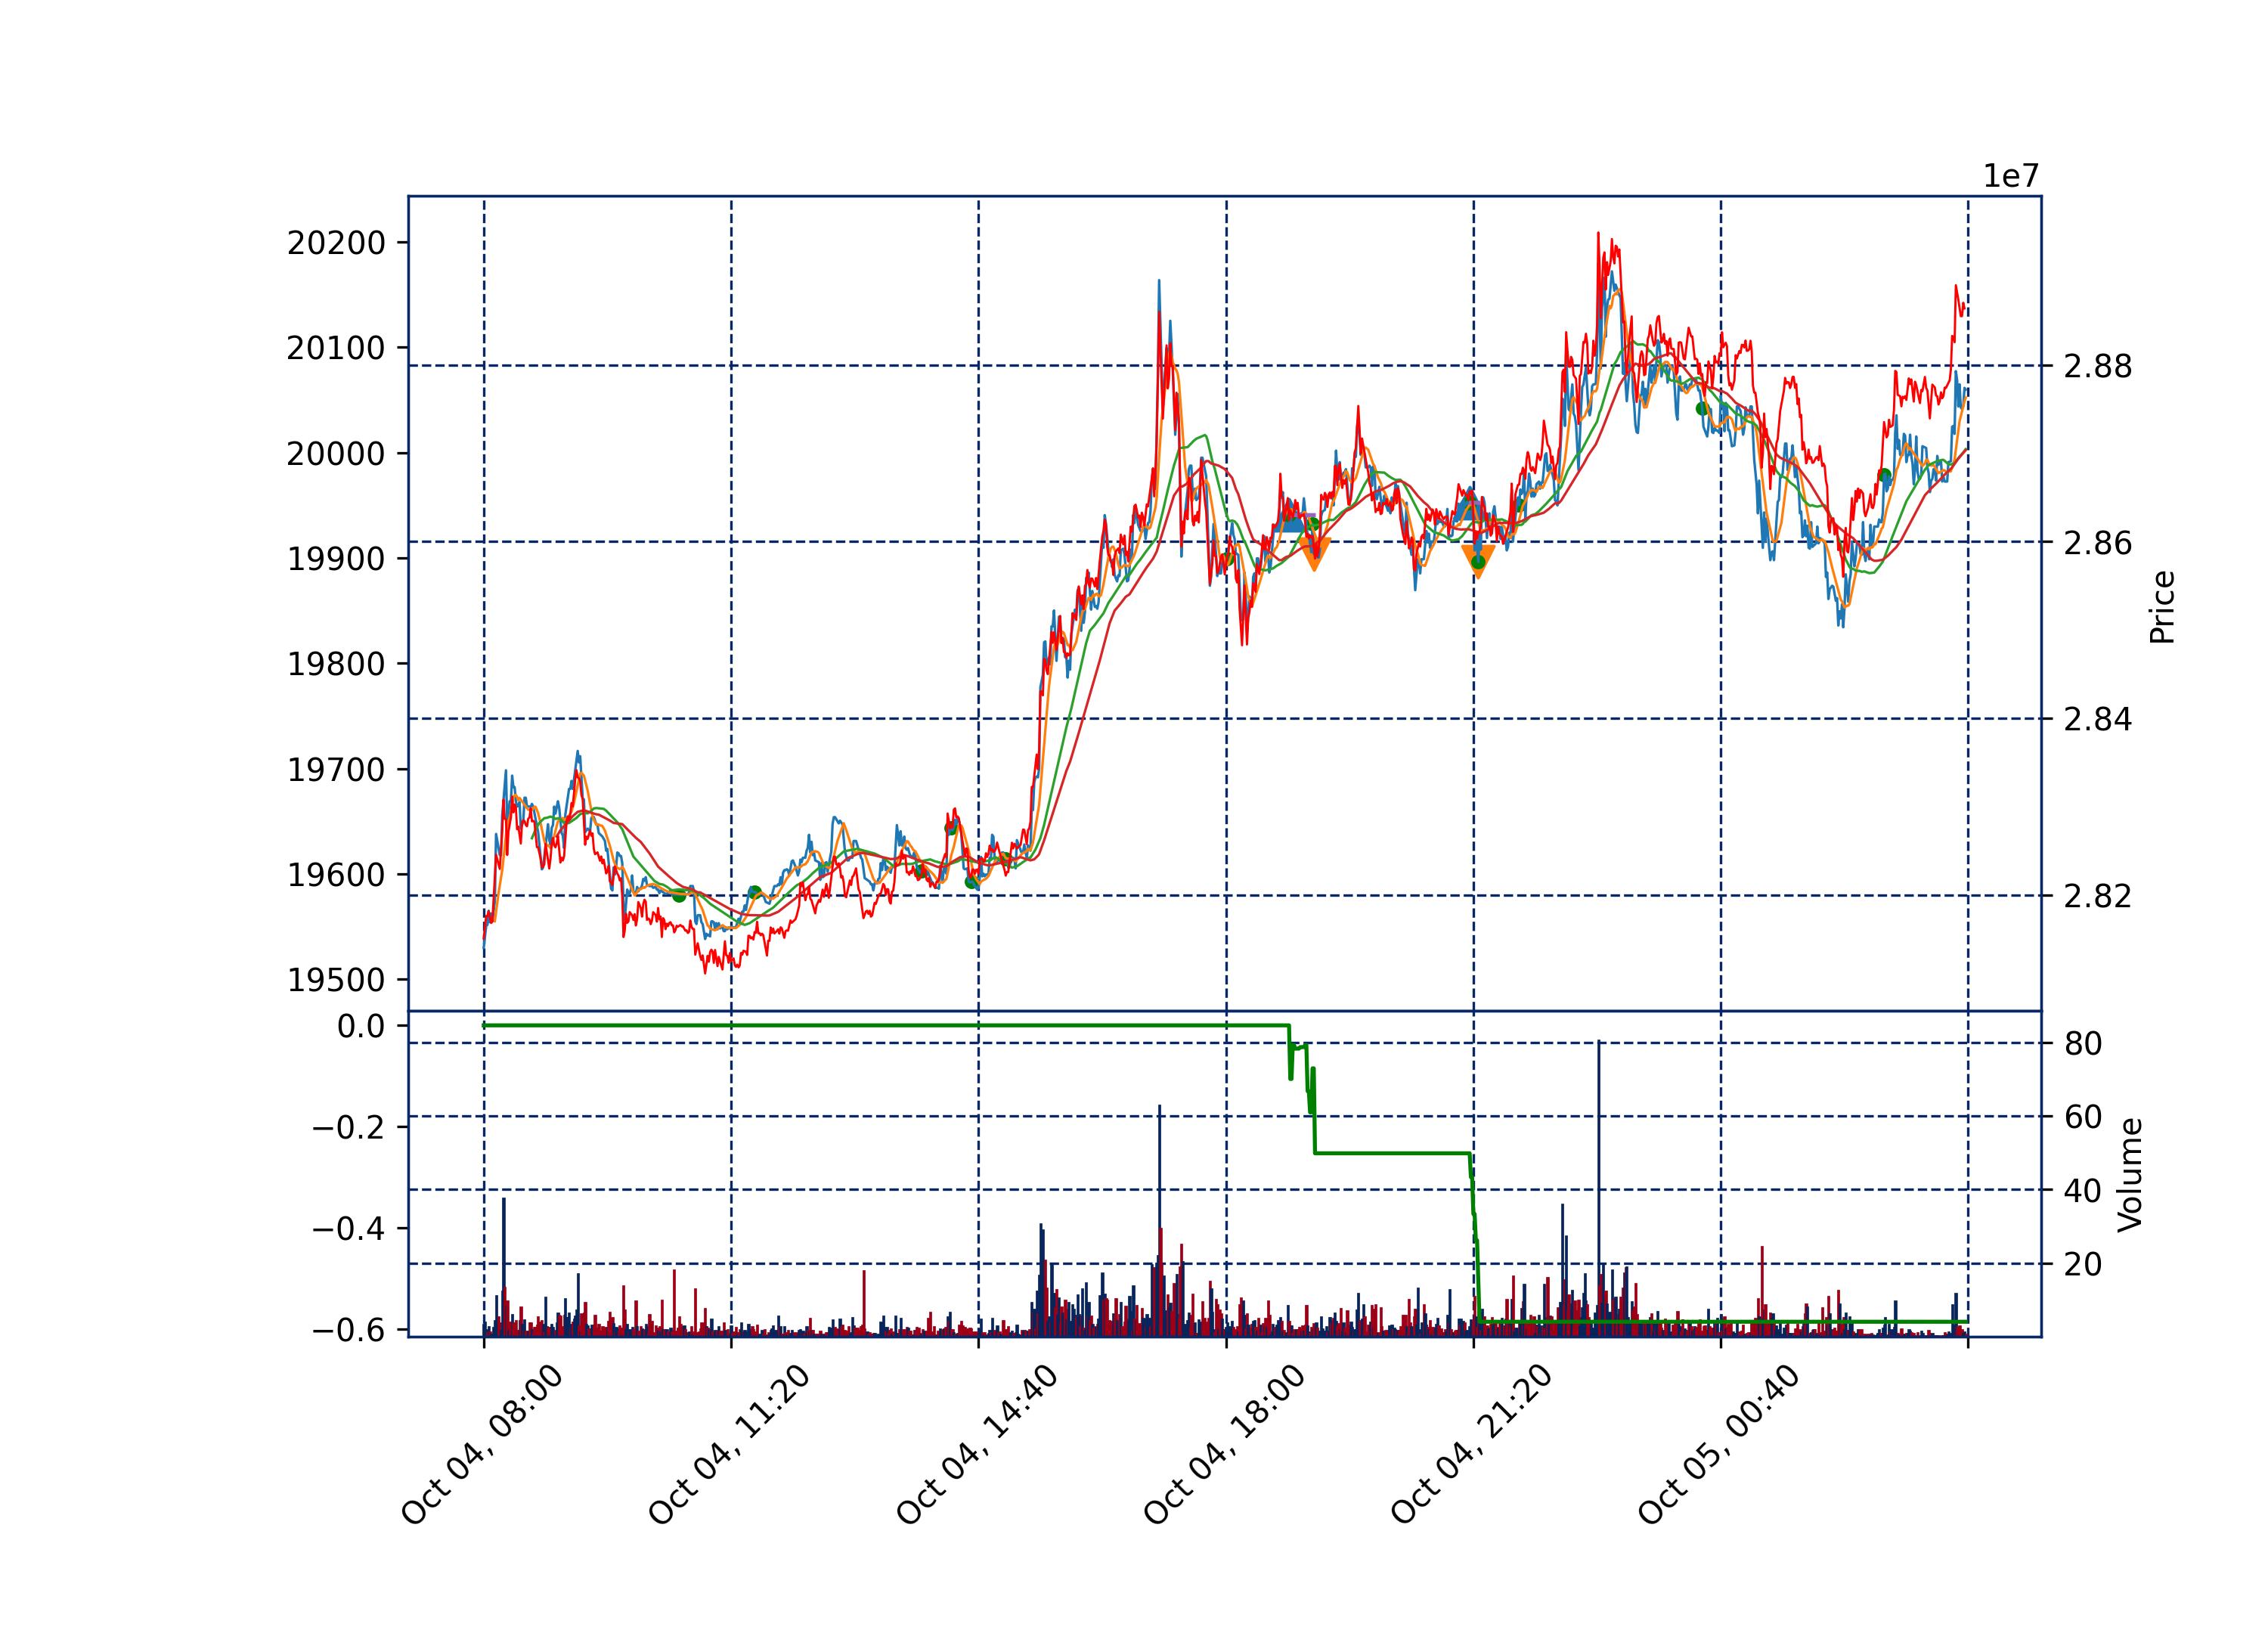 1e7
20200
20100
20000
19900
19800
19700
19600
19500
2.88
2.86
2.84
2.82
Price
0.0
−0.2
−0.4
−0.6
80
60
40
20
Volume
Oct 04, 08:00
Oct 04, 11:20
Oct 04, 14:40
Oct 04, 18:00
Oct 04, 21:20
Oct 05, 00:40